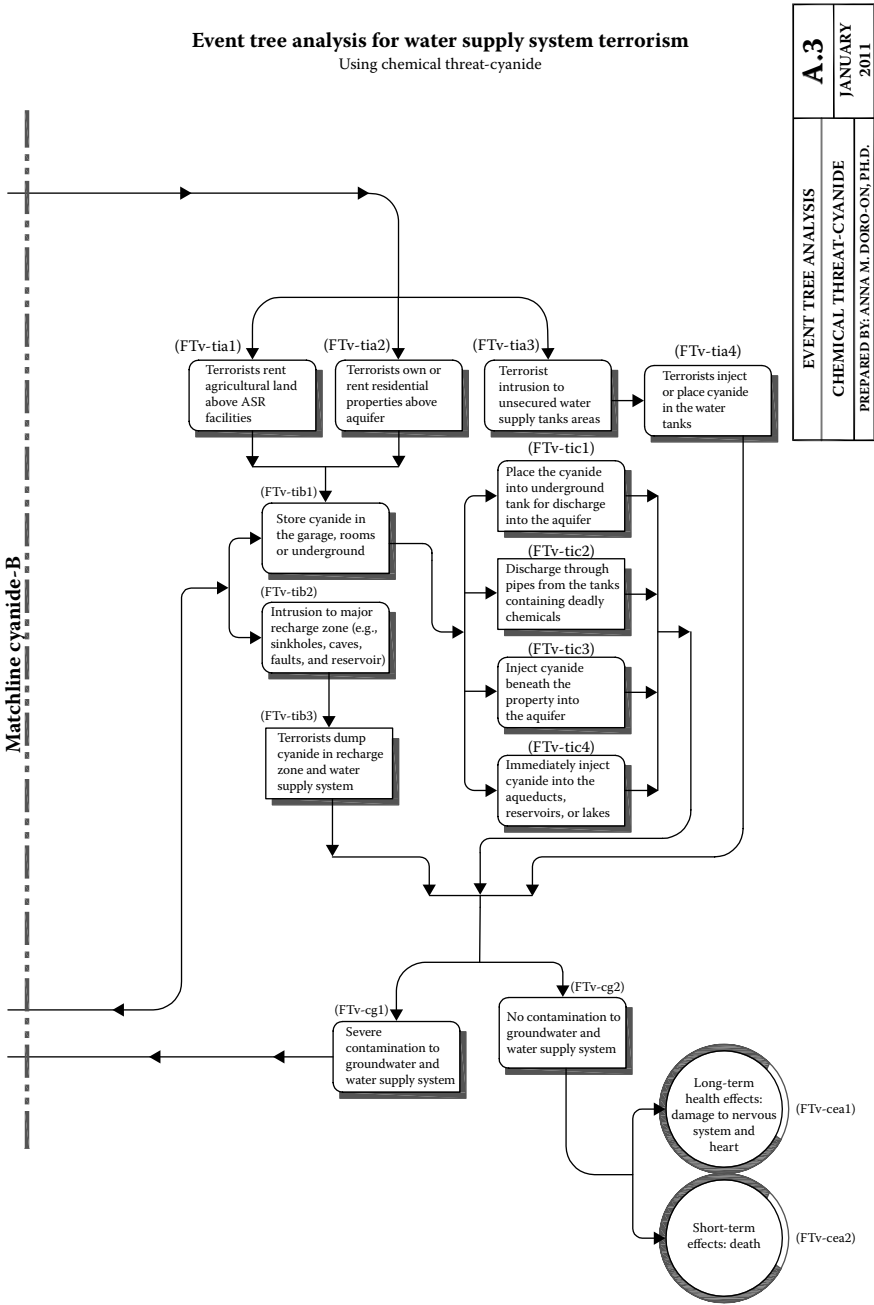 Event tree analysis for water supply system terrorism
Using chemical threat-cyanide
A.3
JANUARY
2011
EVENT TREE ANALYSIS
CHEMICAL THREAT-CYANIDE
PREPARED BY: ANNA M. DORO-ON, PH.D.
Matchline cyanide-B
(FTv-tia1)
Terrorists rent
agricultural land
above ASR
facilities
(FTv-tia2)
Terrorists own or
rent residential
properties above
aquifer
(FTv-tia3)
Terrorist
intrusion to
unsecured water
supply tanks areas
(FTv-tia4)
Terrorists inject
or place cyanide
in the water
tanks
(FTv-tib1)
Store cyanide in
the garage, rooms
or underground
(FTv-tib2)
Intrusion to major
recharge zone (e.g.,
sinkholes, caves,
faults, and reservoir)
(FTv-tib3)
Terrorists dump
cyanide in recharge
zone and water
supply system
(FTv-tic1)
Place the cyanide
into underground
tank for discharge
into the aquifer
(FTv-tic2)
Discharge through
pipes from the tanks
containing deadly
chemicals
(FTv-tic3)
Inject cyanide
beneath the
property into
the aquifer
(FTv-tic4)
Immediately inject
cyanide into the
aqueducts,
reservoirs, or lakes
(FTv-cg1)
Severe
contamination to
groundwater and
water supply system
(FTv-cg2)
No contamination to
groundwater and
water supply system
Long-term
health effects:
damage to nervous
system and
heart
(FTv-cea1)
Short-term
effects: death
(FTv-cea2)